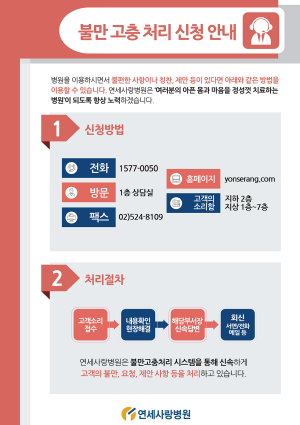 불만 고충 처리 신청 안내
병원을 이용하시면서 불편한 사항이나 칭찬, 제안 등이 있다면 아래와 같은 방법을
이용할 수 있습니다. 연세사랑병원은 '여러분의 아픈 몸과 마음을 정성껏 치료하는
병원'이 되도록 항상 노력하겠습니다.
1 신청방법
전화 1577-0050
방문 1층 상담실
팩스 02)524-8109
홈페이지 yonserang.com
고객의
소리함
지하 2층
지상 1층~7층
2 처리절차
고객소리
접수
내용확인
현장해결
해당부서장
신속답변
회신
서면/전화
메일 등
연세사랑병원은 불만고충처리 시스템을 통해 신속하게
고객의 불만, 요청, 제안 사항 등을 처리하고 있습니다.
연세사랑병원